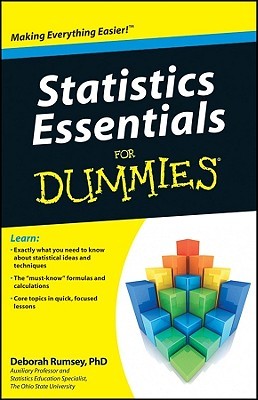 Making Everything Easier!™
Statistics
Essentials
FOR
DUMMIES®
Learn:
• Exactly what you need to know
about statistical ideas and
techniques
• The "must-know" formulas and
calculations
• Core topics in quick, focused
lessons
Deborah Rumsey, PhD
Auxiliary Professor and
Statistics Education Specialist,
The Ohio State University